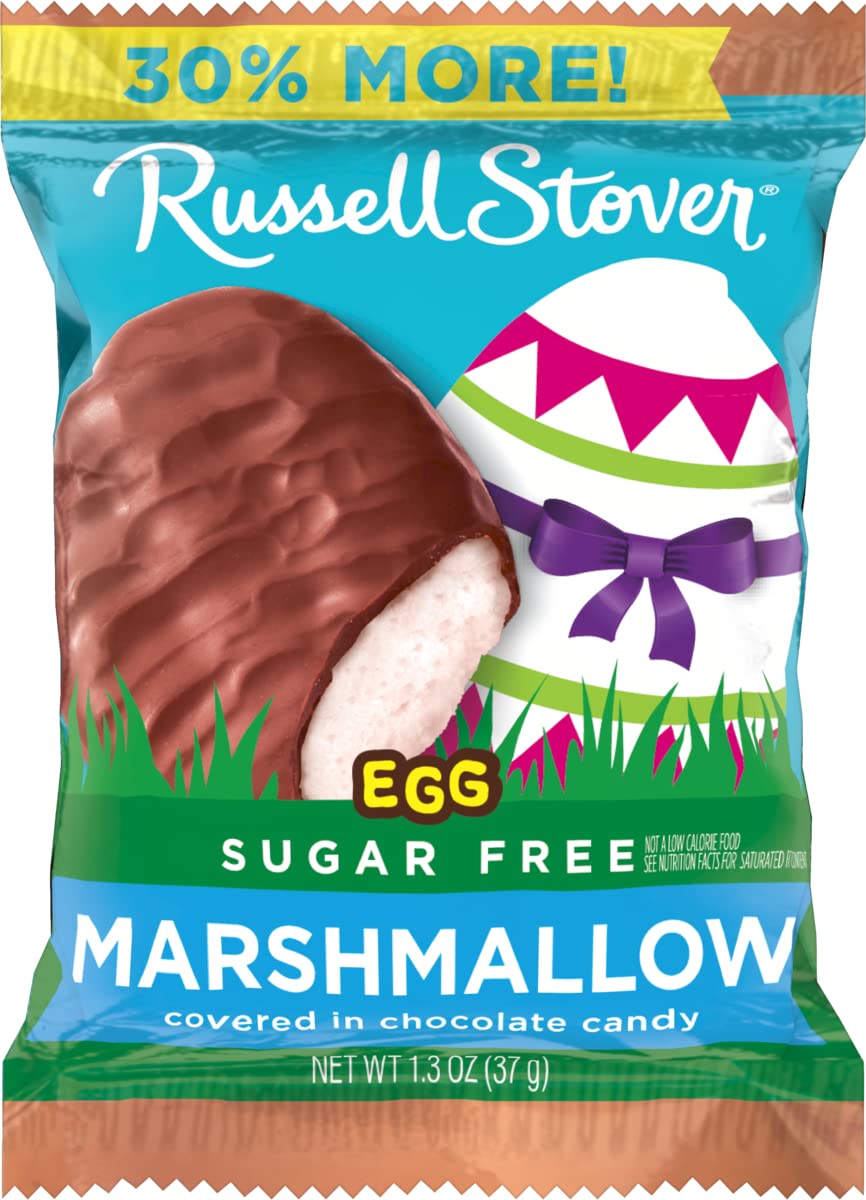 30% MORE!
Russell Stover®
EGG
SUGAR FREE
NOT A LOW CALORIE FOOD
SEE NUTRITION FACTS FOR SATURATED FAT CONTENT
MARSHMALLOW
covered in chocolate candy
NET WT 1.3 OZ (37 g)